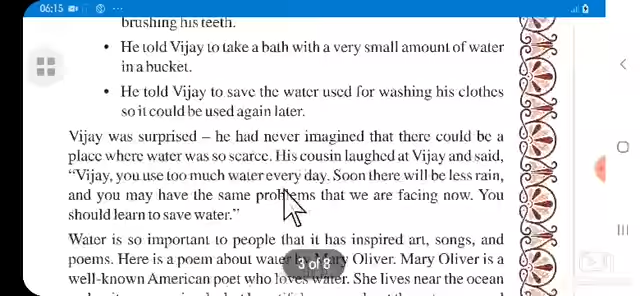 06:15
brushing his teeth.
• He told Vijay to take a bath with a very small amount of water
in a bucket.
• He told Vijay to save the water used for washing his clothes
so it could be used again later.
Vijay was surprised – he had never imagined that there could be a
place where water was so scarce. His cousin laughed at Vijay and said,
“Vijay, you use too much water every day. Soon there will be less rain,
and you may have the same problems that we are facing now. You
should learn to save water.”
Water is so important to people that it has inspired art, songs, and
poems. Here is a poem about water by Mary Oliver. Mary Oliver is a
3 of 8
well-known American poet who loves water. She lives near the ocean